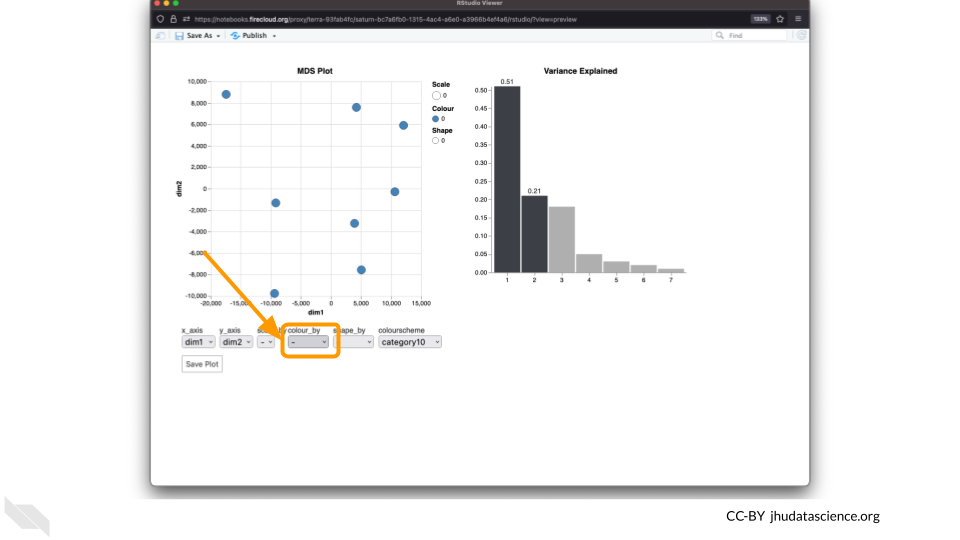 RStudio Viewer
https://notebooks.firecloud.org/proxy/terra-93fab4fc/saturn-bc7a6fb0-1315-4ac4-a6e0-a3966b4ef4a6/rstudio/?view=preview
133%
Save As
Publish
Find
MDS Plot
10,000
8,000
6,000
4,000
2,000
0
-2,000
-4,000
-6,000
-8,000
-10,000
dim2
-20,000 -15,000 -10,000 -5,000 0 5,000 10,000 15,000
dim1
Scale
0
Colour
0
Shape
0
Variance Explained
0.51
0.21
0.50
0.45
0.40
0.35
0.30
0.25
0.20
0.15
0.10
0.05
0.00
1 2 3 4 5 6 7
x_axis y_axis colour_by colourscheme
dim1 dim2 - - category10
Save Plot
CC-BY jhudatascience.org